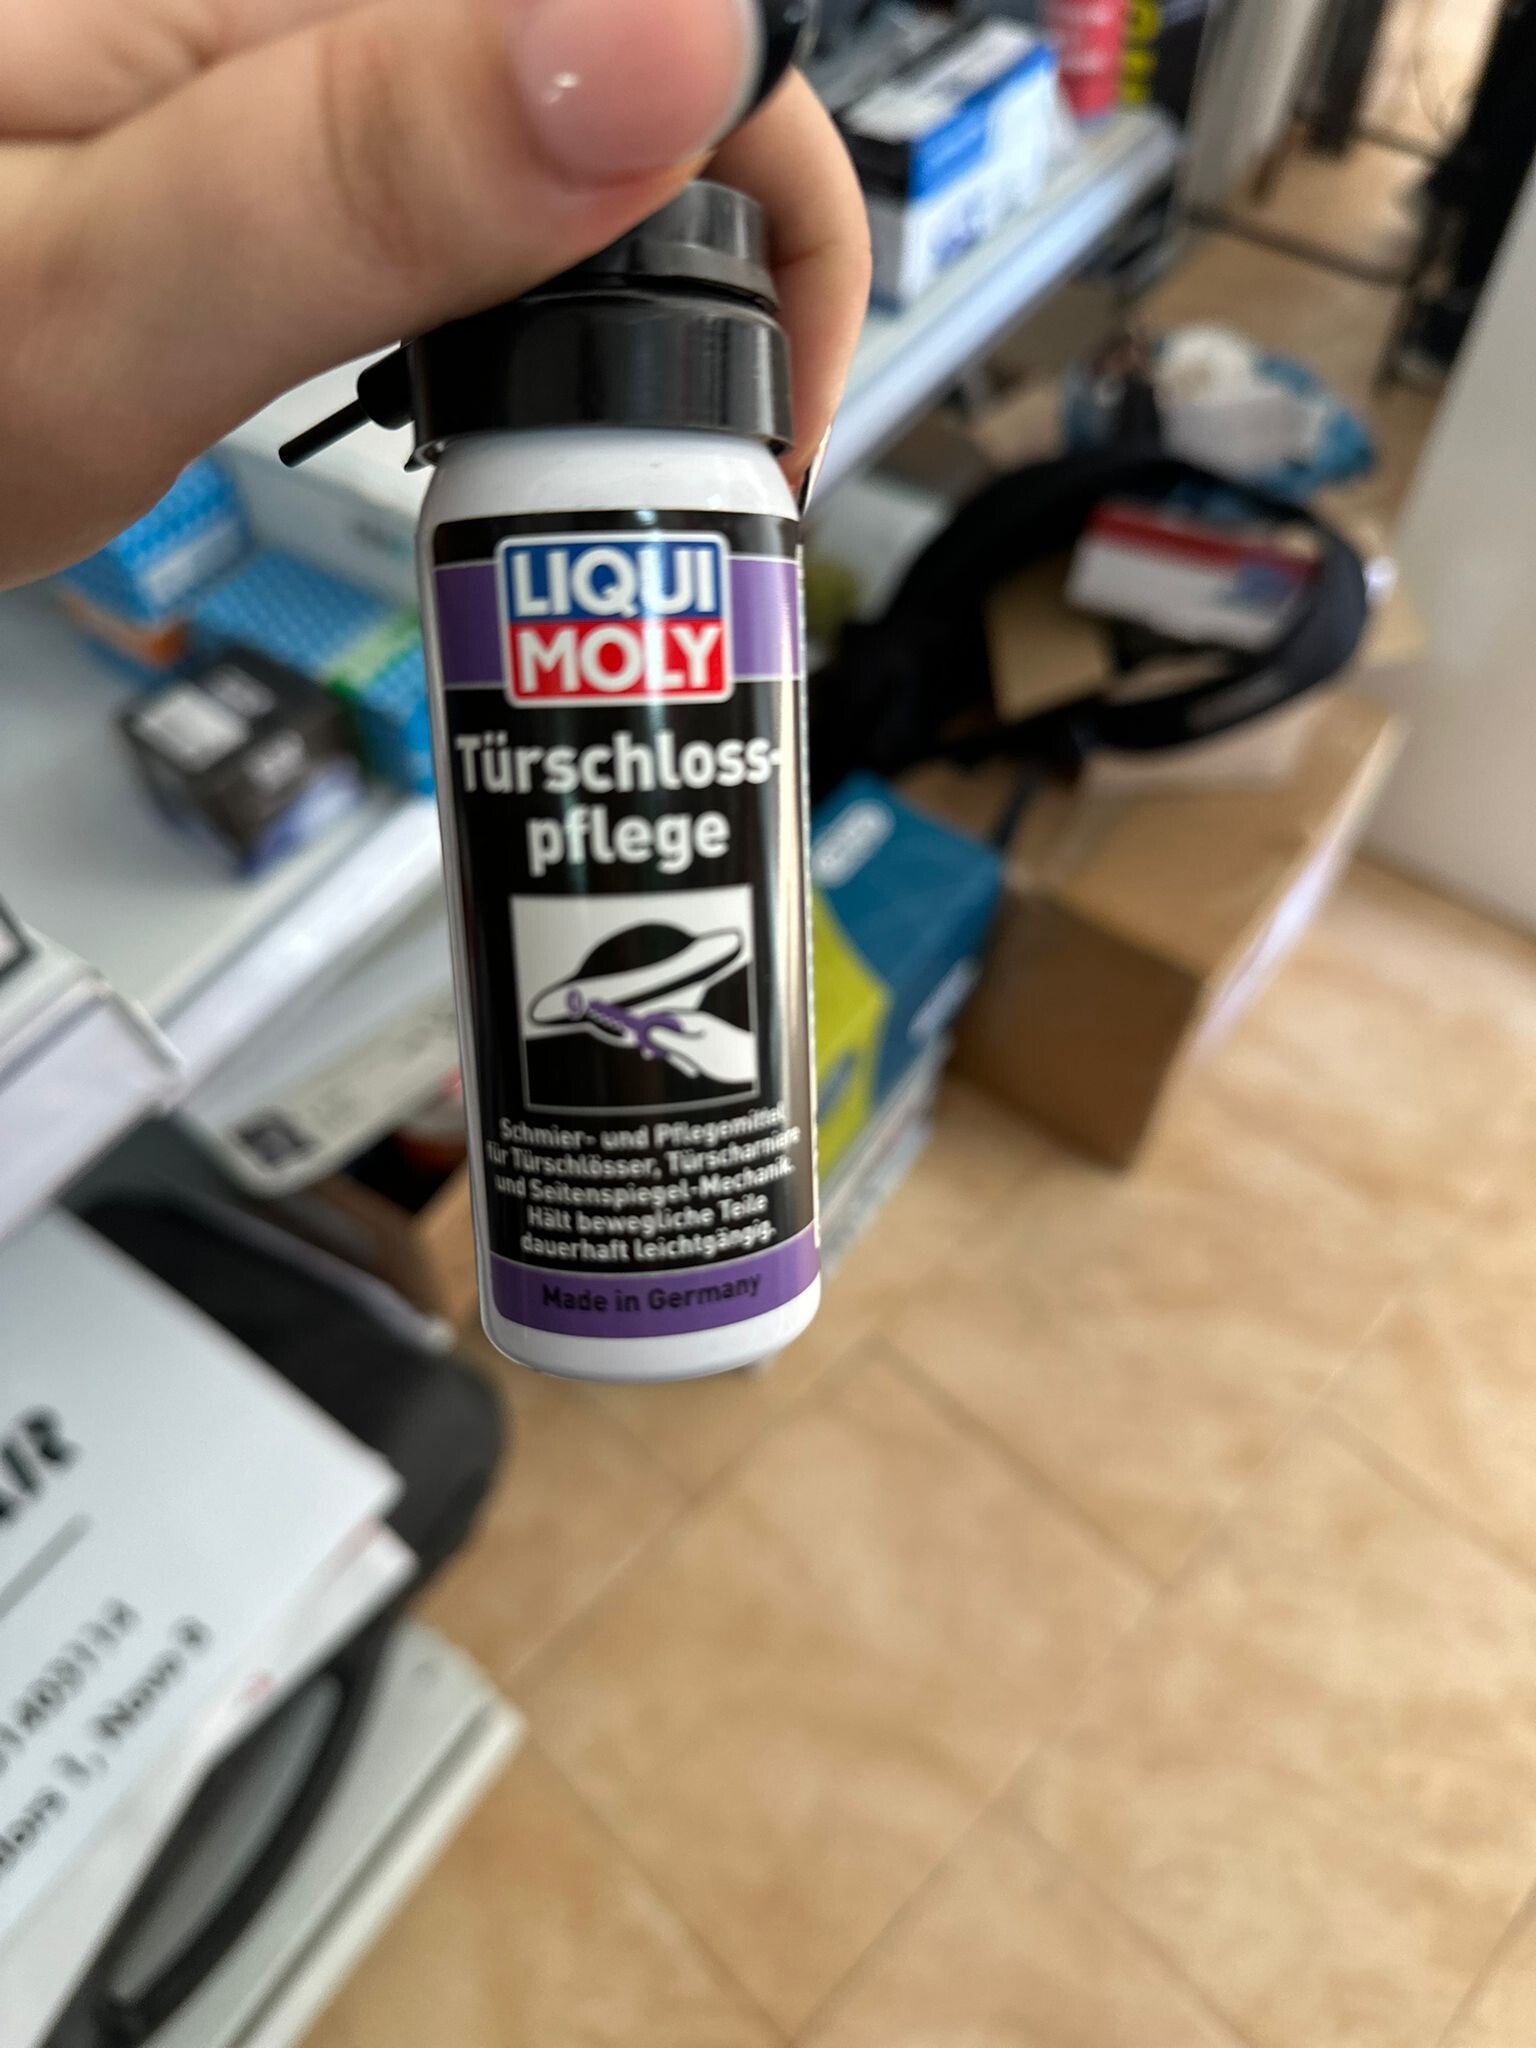 LIQUI
MOLY
Türschloss-
pflege
Schmier- und Pflegemittel
für Türschlösser, Türscharniere
und Seitenspiegel-Mechanik.
Hält bewegliche Teile
dauerhaft leichtgängig.
Made in Germany